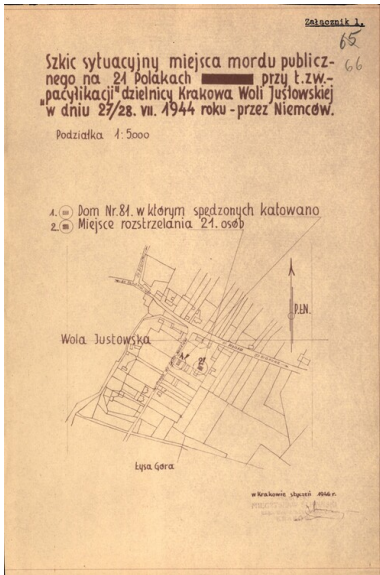 Załącznik 1.
65
66
Szkic sytuacyjny miejsca mordu publicz-
nego na 21 Polakach przy t.zw.-
"pacyfikacji" dzielnicy Krakowa Woli Justowskiej
w dniu 27/28. VII. 1944 roku - przez Niemców.
Podziałka 1:5000
1. Dom Nr. 81. w którym spędzonych katowano
2. Miejsce rozstrzelania 21. osób
PŁN.
Wola Justowska
1.
2.
Łysa Góra
w Krakowie styczeń 1946 r.